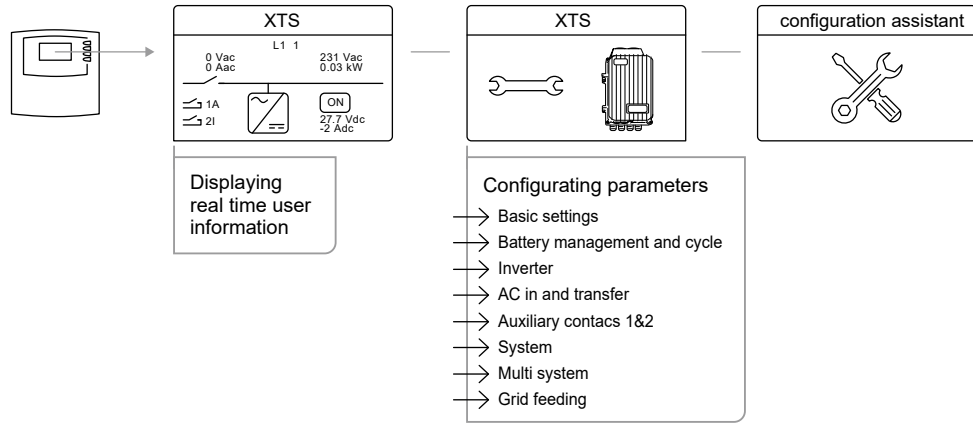 XTS
L1 1
0 Vac
0 Aac
231 Vac
0.03 kW
1A
2I
ON
27.7 Vdc
-2 Adc
Displaying
real time user
information
XTS
Configurating parameters
Basic settings
Battery management and cycle
Inverter
AC in and transfer
Auxiliary contacs 1&2
System
Multi system
Grid feeding
configuration assistant